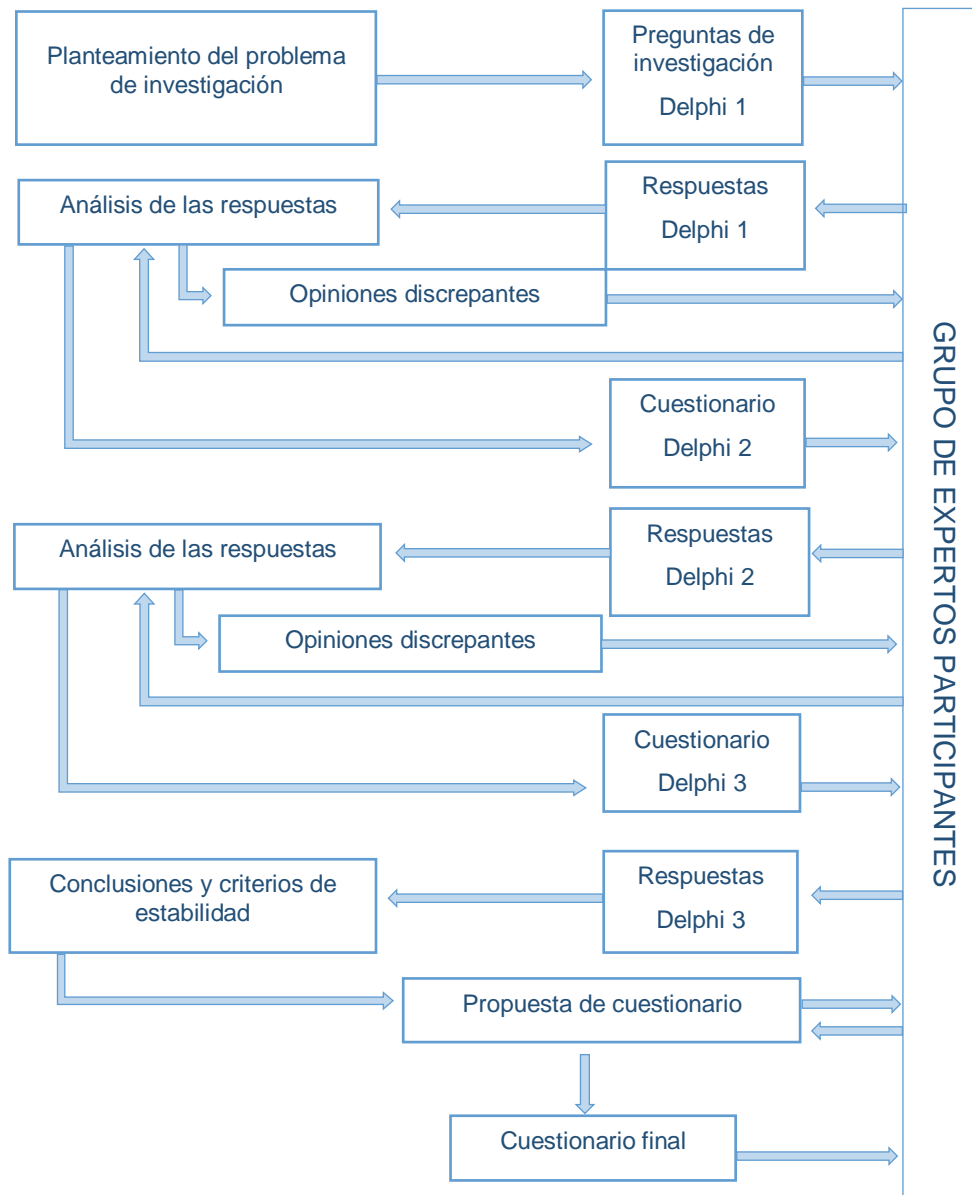 Planteamiento del problema
de investigación
Preguntas de
investigación
Delphi 1
Análisis de las respuestas
Respuestas
Delphi 1
Opiniones discrepantes
Cuestionario
Delphi 2
Análisis de las respuestas
Respuestas
Delphi 2
Opiniones discrepantes
Cuestionario
Delphi 3
Conclusiones y criterios de
estabilidad
Respuestas
Delphi 3
Propuesta de cuestionario
Cuestionario final
GRUPO DE EXPERTOS PARTICIPANTES